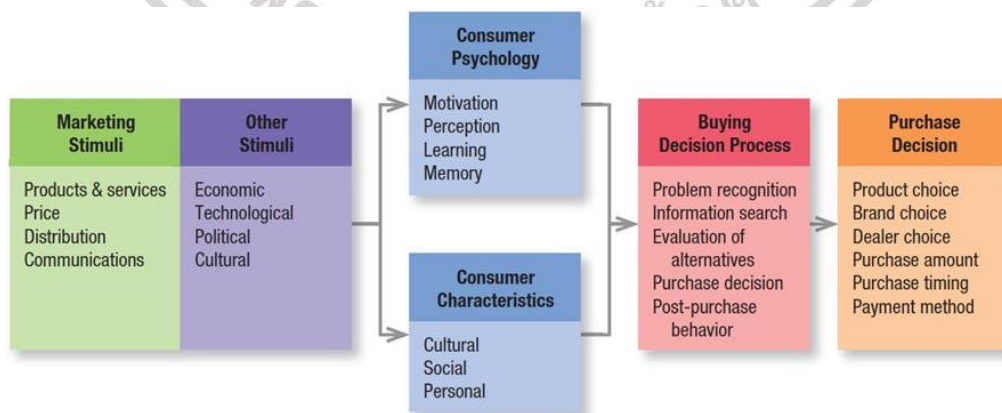 Marketing
Stimuli
Products & services
Price
Distribution
Communications
Other
Stimuli
Economic
Technological
Political
Cultural
Consumer
Psychology
Motivation
Perception
Learning
Memory
Consumer
Characteristics
Cultural
Social
Personal
Buying
Decision Process
Problem recognition
Information search
Evaluation of
alternatives
Purchase decision
Post-purchase
behavior
Purchase
Decision
Product choice
Brand choice
Dealer choice
Purchase amount
Purchase timing
Payment method